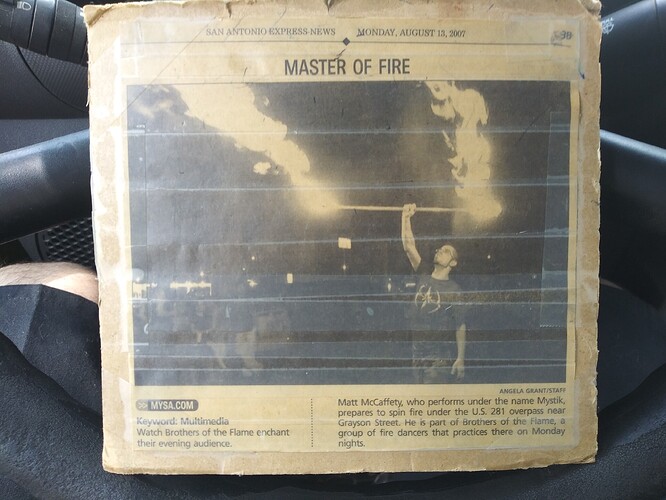 SAN ANTONIO EXPRESS-NEWS ◆ MONDAY, AUGUST 13, 2007
MASTER OF FIRE
ANGELA GRANT/STAFF
>> MYSA.COM
Keyword: Multimedia
Watch Brothers of the Flame enchant
their evening audience.
Matt McCaffety, who performs under the name Mystik,
prepares to spin fire under the U.S. 281 overpass near
Grayson Street. He is part of Brothers of the Flame, a
group of fire dancers that practices there on Monday
nights.